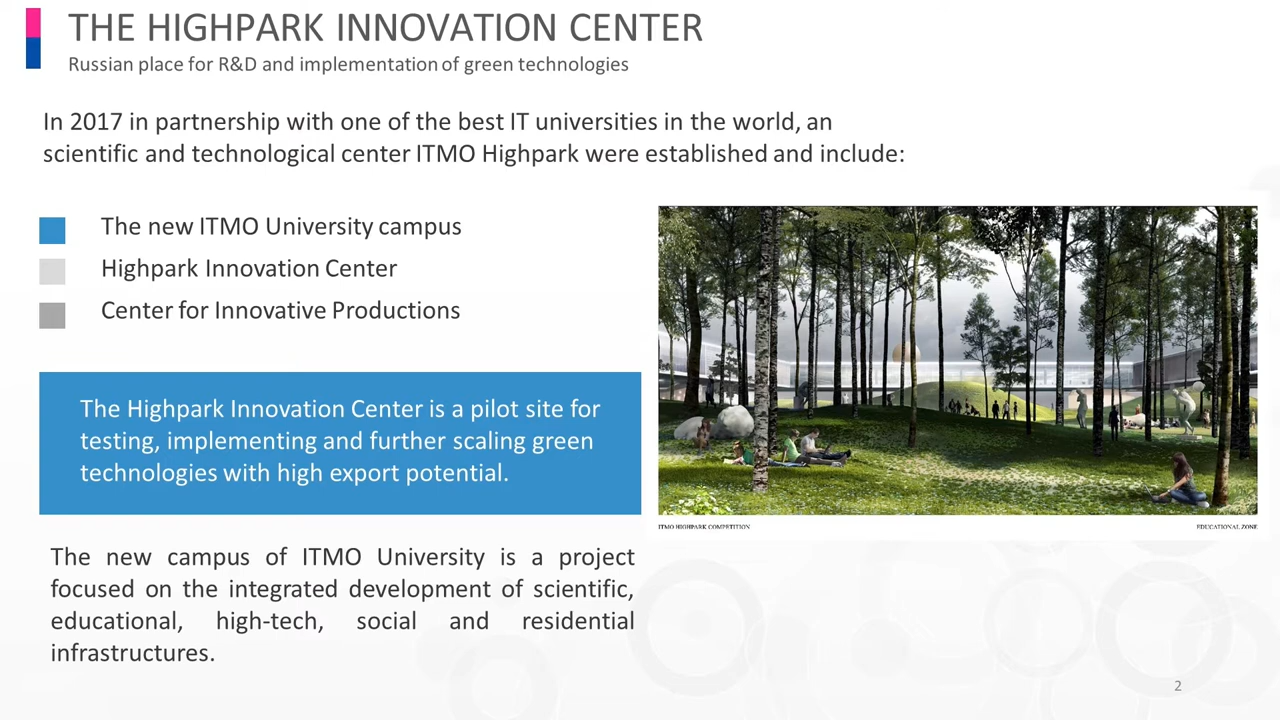 THE HIGHPARK INNOVATION CENTER
Russian place for R&D and implementation of green technologies
In 2017 in partnership with one of the best IT universities in the world, an
scientific and technological center ITMO Highpark were established and include:
The new ITMO University campus
Highpark Innovation Center
Center for Innovative Productions
The Highpark Innovation Center is a pilot site for
testing, implementing and further scaling green
technologies with high export potential.
ITMO HIGHPARK COMPETITION
EDUCATIONAL ZONE
The new campus of ITMO University is a project
focused on the integrated development of scientific,
educational, high-tech, social and residential
infrastructures.
2